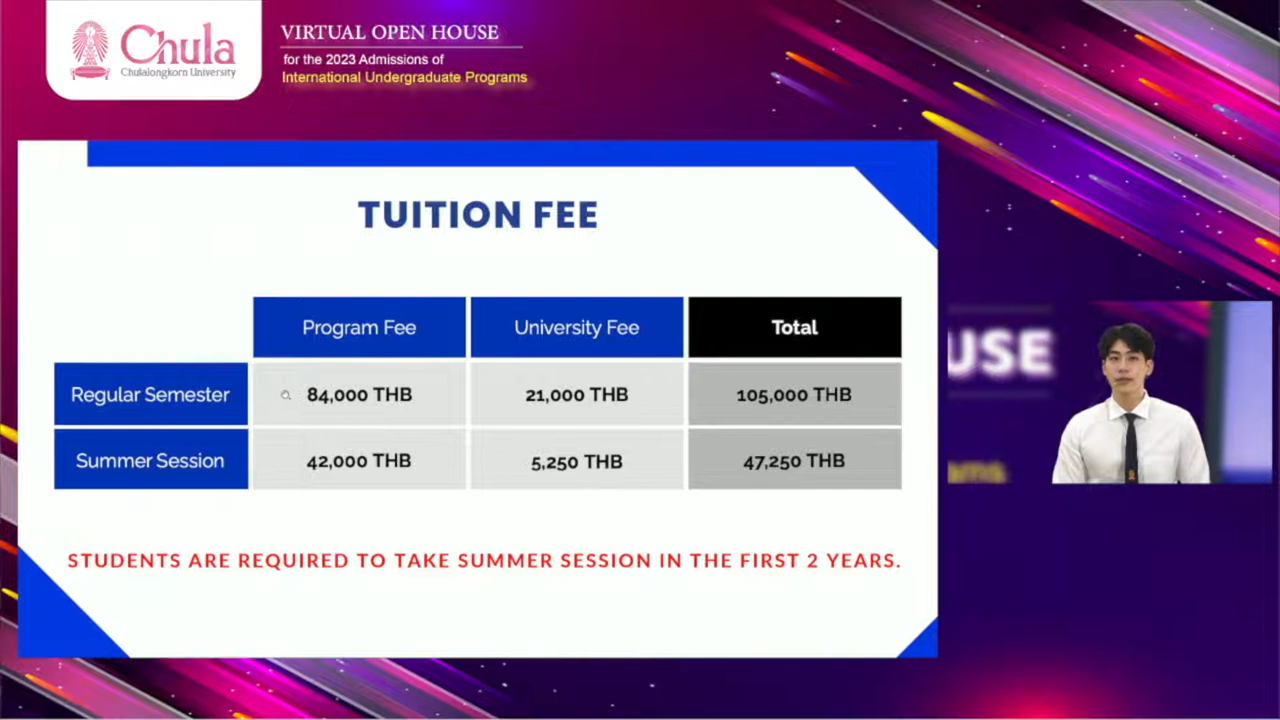 Chula
Chulalongkorn University
VIRTUAL OPEN HOUSE
for the 2023 Admissions of
International Undergraduate Programs
TUITION FEE
Program Fee University Fee Total
Regular Semester 84,000 THB 21,000 THB 105,000 THB
Summer Session 42,000 THB 5,250 THB 47,250 THB
STUDENTS ARE REQUIRED TO TAKE SUMMER SESSION IN THE FIRST 2 YEARS.
USE
ams